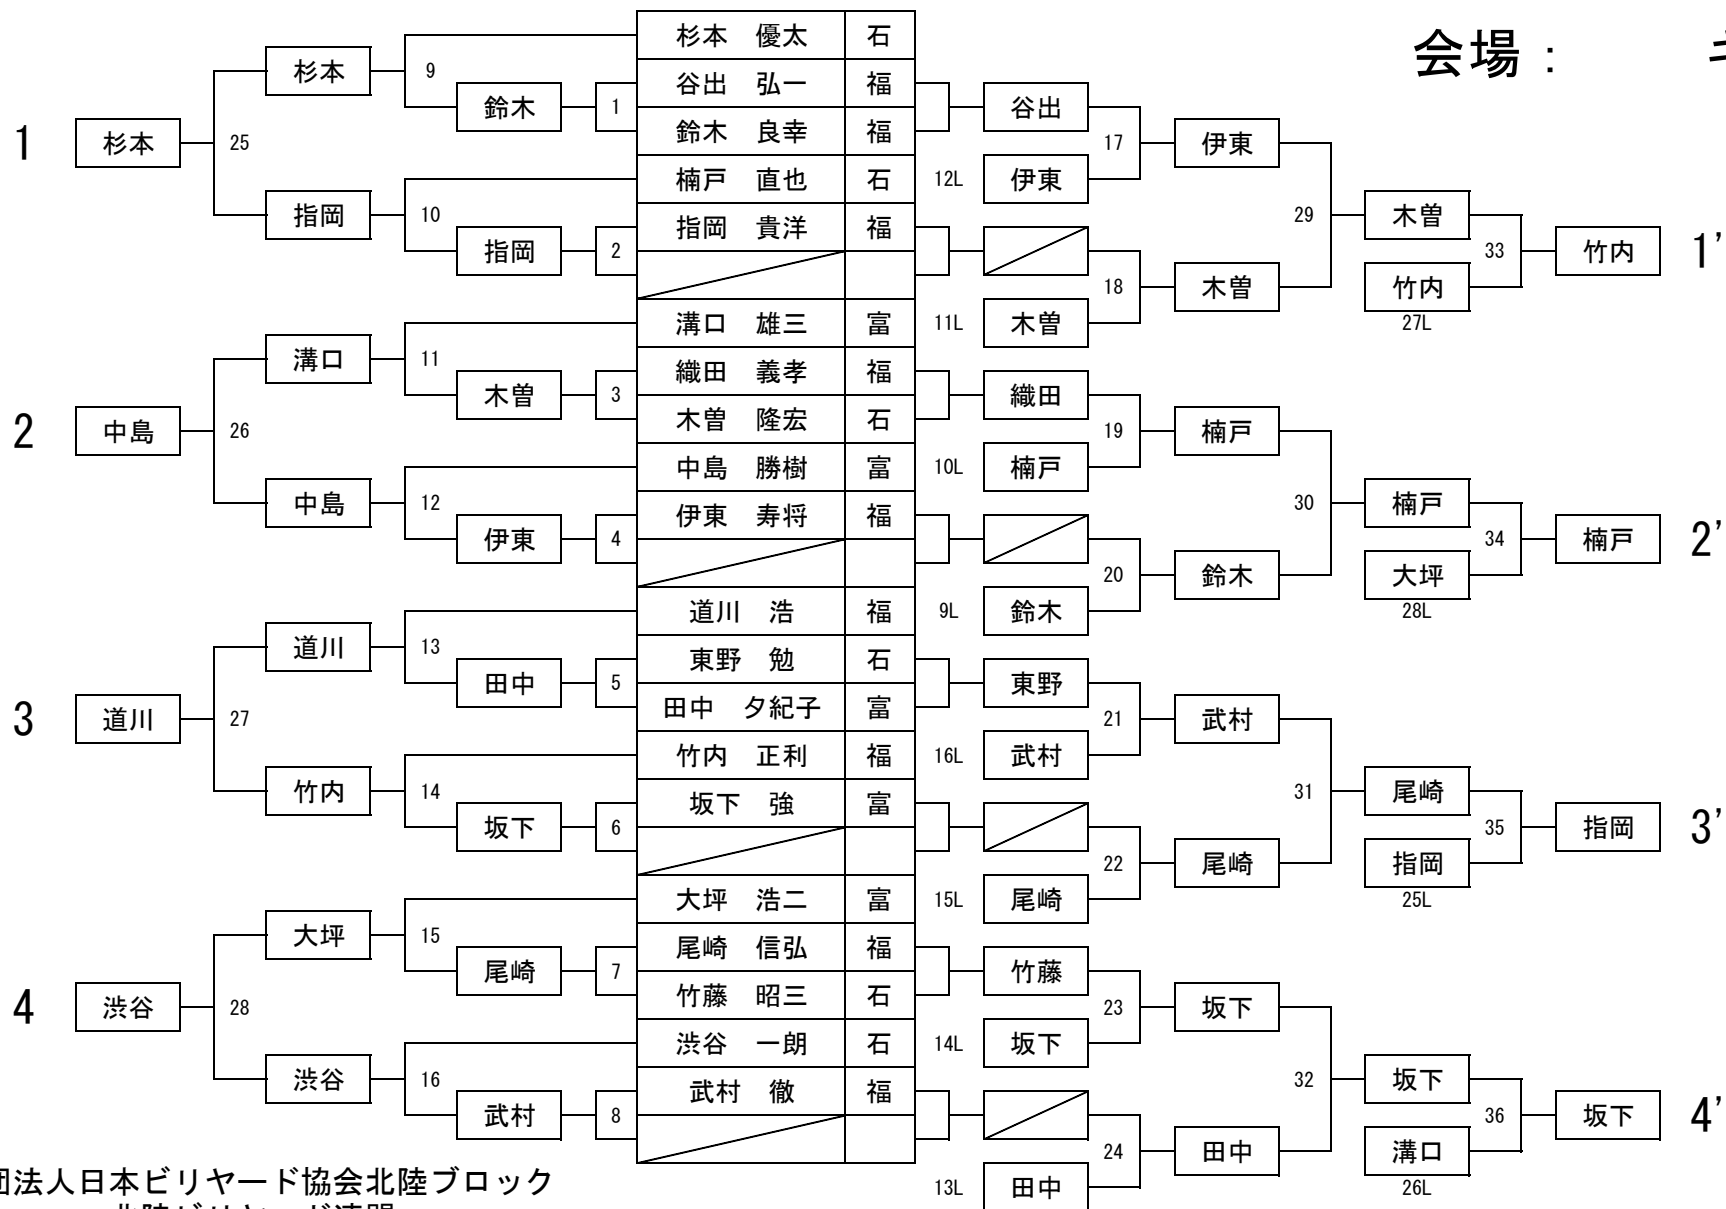 会場：
杉本　優太 石
谷出　弘一 福
鈴木　良幸 福
楠戸　直也 石
指岡　貴洋 福
溝口　雄三 富
織田　義孝 福
木曽　隆宏 石
中島　勝樹 富
伊東　寿将 福
道川　浩 福
東野　勉 石
田中　夕紀子 富
竹内　正利 福
坂下　強 富
大坪　浩二 富
尾崎　信弘 福
竹藤　昭三 石
渋谷　一朗 石
武村　徹 福
1 杉本
2 中島
3 道川
4 渋谷
25
26
27
28
杉本
指岡
溝口
中島
道川
竹内
大坪
渋谷
9
10
11
12
13
14
15
16
鈴木
指岡
木曽
伊東
田中
坂下
尾崎
武村
1
2
3
4
5
6
7
8
谷出
12L 伊東
11L 木曽
織田
10L 楠戸
9L 鈴木
東野
16L 武村
15L 尾崎
竹藤
14L 坂下
13L 田中
17
18
19
20
21
22
23
24
伊東
木曽
楠戸
鈴木
武村
尾崎
坂下
田中
29
30
31
32
木曽
竹内
27L
楠戸
大坪
28L
尾崎
指岡
25L
坂下
溝口
26L
33
34
35
36
竹内 1'
楠戸 2'
指岡 3'
坂下 4'
団法人日本ビリヤード協会北陸ブロック